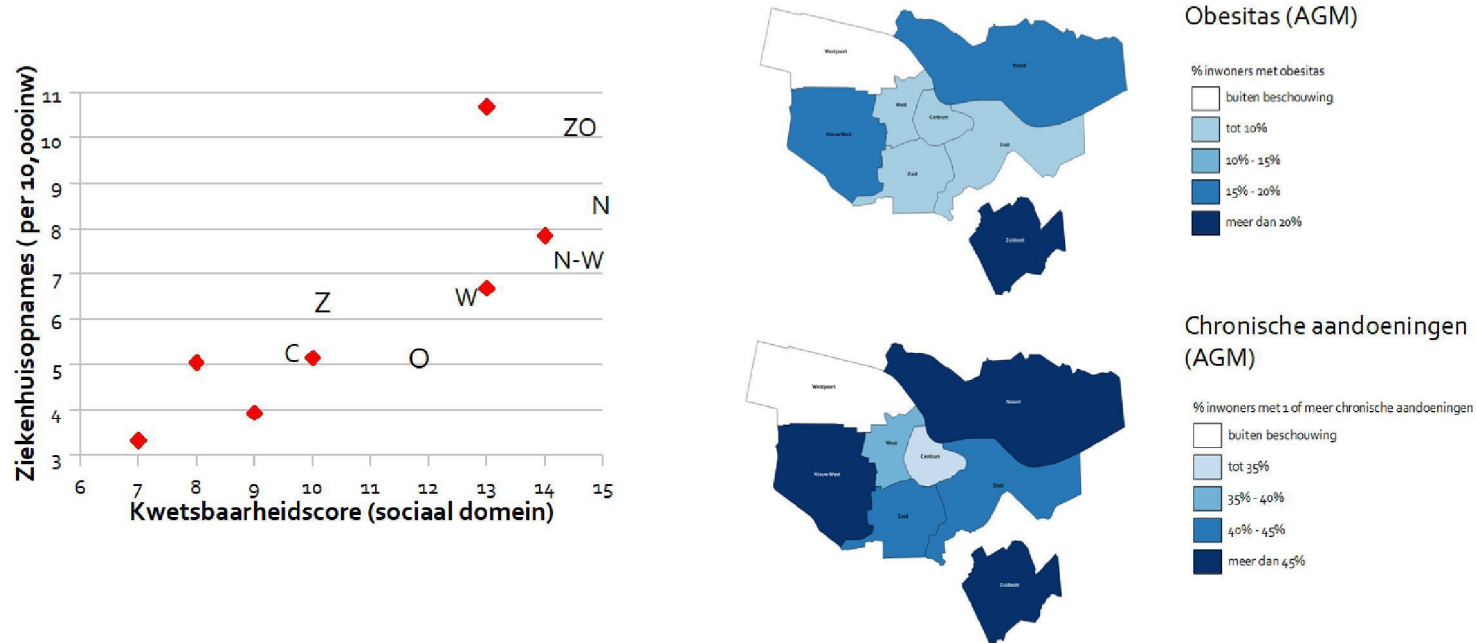 Ziekenhuisopnames ( per 10,000inw)
11
10
9
8
7
6
5
4
3
6 7 8 9 10 11 12 13 14 15
Kwetsbaarheidscore (sociaal domein)
ZO
N
N-W
W
Z
C
O
Westpoort
Noord
West
Centrum
Nieuw West
Oost
Zuid
Zuidoost
Obesitas (AGM)
% inwoners met obesitas
buiten beschouwing
tot 10%
10% - 15%
15% - 20%
meer dan 20%
Westpoort
Noord
West
Centrum
Nieuw West
Oost
Zuid
Zuidoost
Chronische aandoeningen
(AGM)
% inwoners met 1 of meer chronische aandoeningen
buiten beschouwing
tot 35%
35% - 40%
40% - 45%
meer dan 45%